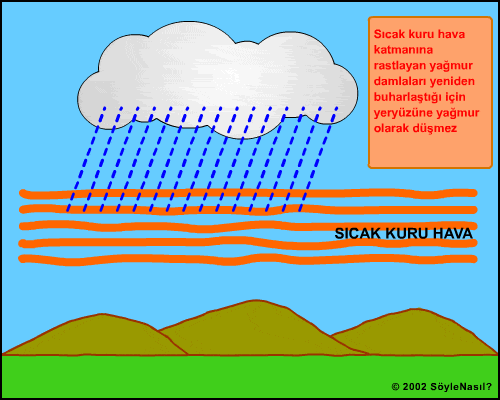 Sıcak kuru hava
katmanına
rastlayan yağmur
damlaları yeniden
buharlaştığı için
yeryüzüne yağmur
olarak düşmez
SICAK KURU HAVA
© 2002 SöyleNasıl?